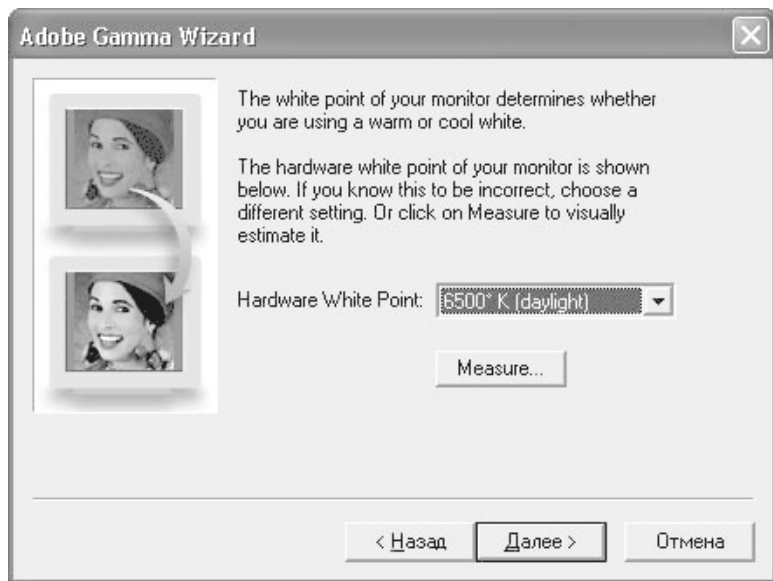 Adobe Gamma Wizard
The white point of your monitor determines whether
you are using a warm or cool white.
The hardware white point of your monitor is shown
below. If you know this to be incorrect, choose a
different setting. Or click on Measure to visually
estimate it.
Hardware White Point: 6500° K (daylight)
Measure...
< Назад Далее > Отмена